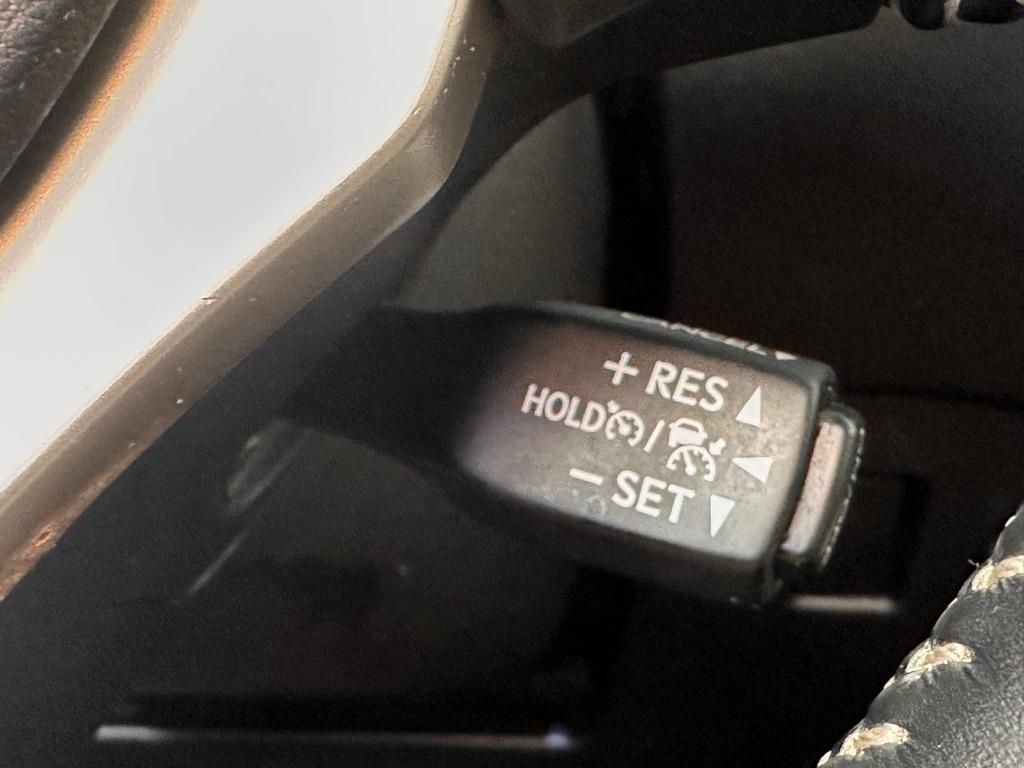 + RES
HOLD /
− SET